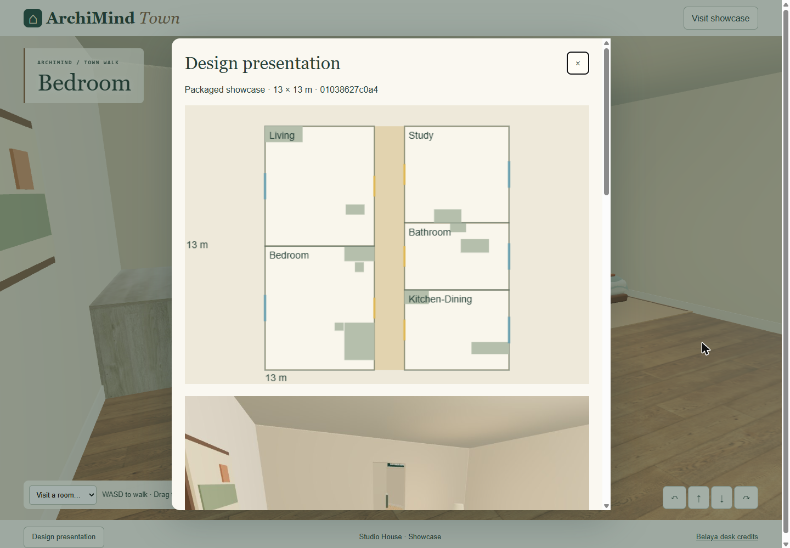 ArchiMind Town
Visit showcase
ARCHIMIND / TOWN WALK
Bedroom
Design presentation
×
Packaged showcase · 13 × 13 m · 01038627c0a4
Living
Study
Bathroom
13 m
Bedroom
Kitchen-Dining
13 m
Visit a room...
WASD to walk · Drag
Design presentation
Studio House · Showcase
Belaya desk credits